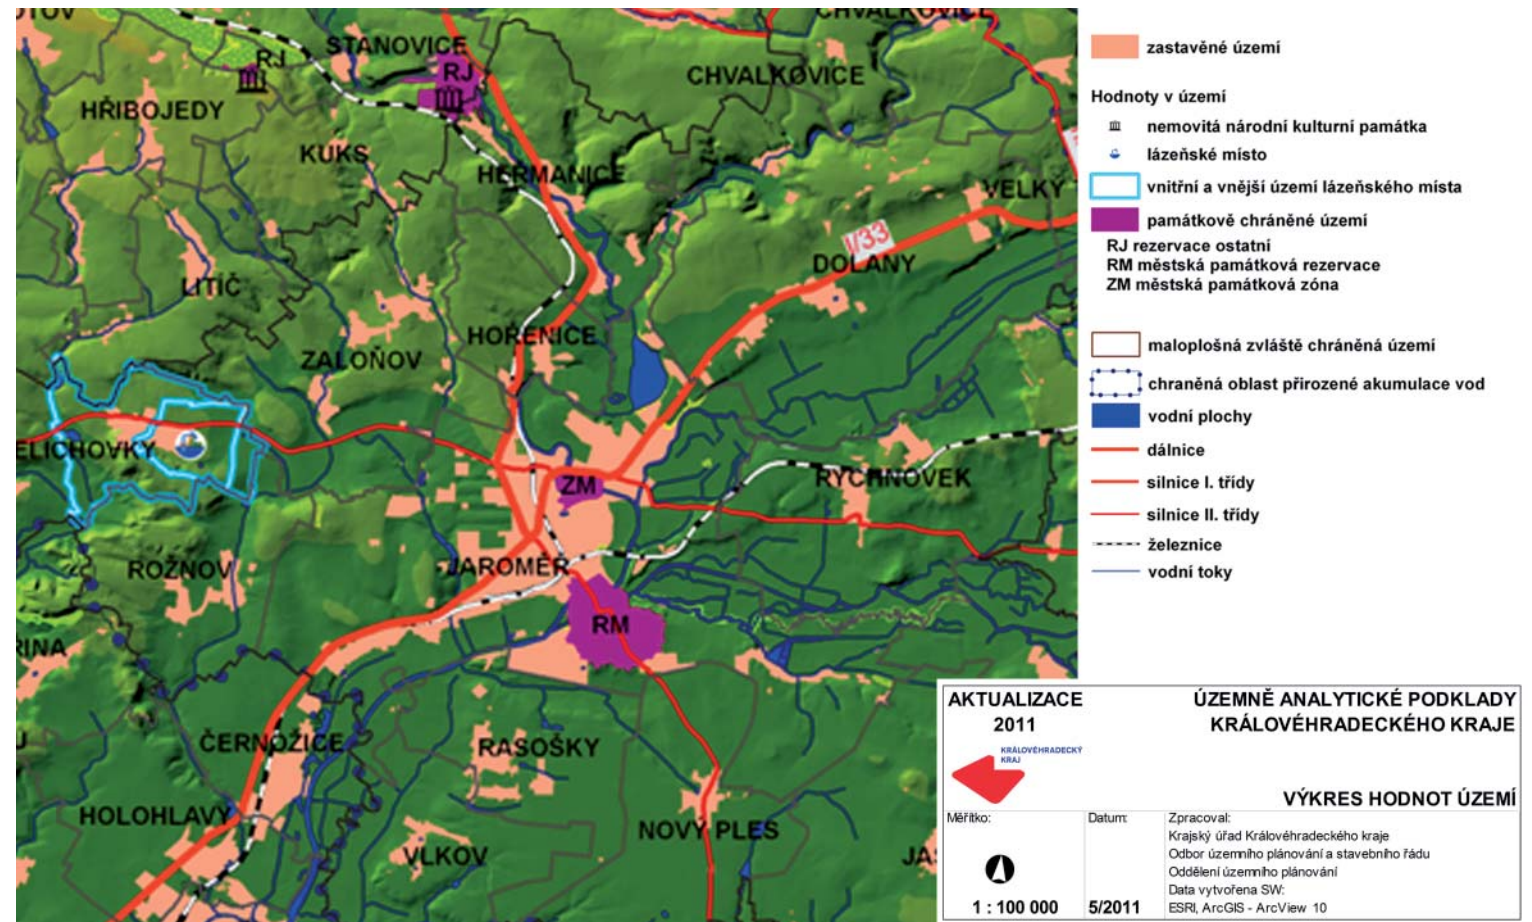 STANOVICE
CHVALKOVICE
RJ
RJ
CHVALKOVICE
HŘIBOJEDY
KUKS
HEŘMANICE
VELKÝ
I/33
DOLANY
LITÍČ
HOŘENICE
ZALOŇOV
ELICHOVKY
ZM
RYCHNOVEK
JAROMĚŘ
ROŽNOV
RM
ŘINA
ČERNOŽICE
RASOŠKY
HOLOHLAVY
NOVÝ PLES
VLKOV
JAS
zastavěné území
Hodnoty v území
nemovitá národní kulturní památka
lázeňské místo
vnitřní a vnější území lázeňského místa
památkově chráněné území
RJ rezervace ostatní
RM městská památková rezervace
ZM městská památková zóna
maloplošná zvláště chráněná území
chraněná oblast přirozené akumulace vod
vodní plochy
dálnice
silnice I. třídy
silnice II. třídy
železnice
vodní toky
AKTUALIZACE
2011
KRÁLOVÉHRADECKÝ
KRAJ
ÚZEMNĚ ANALYTICKÉ PODKLADY
KRÁLOVÉHRADECKÉHO KRAJE
VÝKRES HODNOT ÚZEMÍ
Měřítko:
1 : 100 000
Datum:
5/2011
Zpracoval:
Krajský úřad Královéhradeckého kraje
Odbor územního plánování a stavebního řádu
Oddělení územního plánování
Data vytvořena SW:
ESRI, ArcGIS - ArcView 10